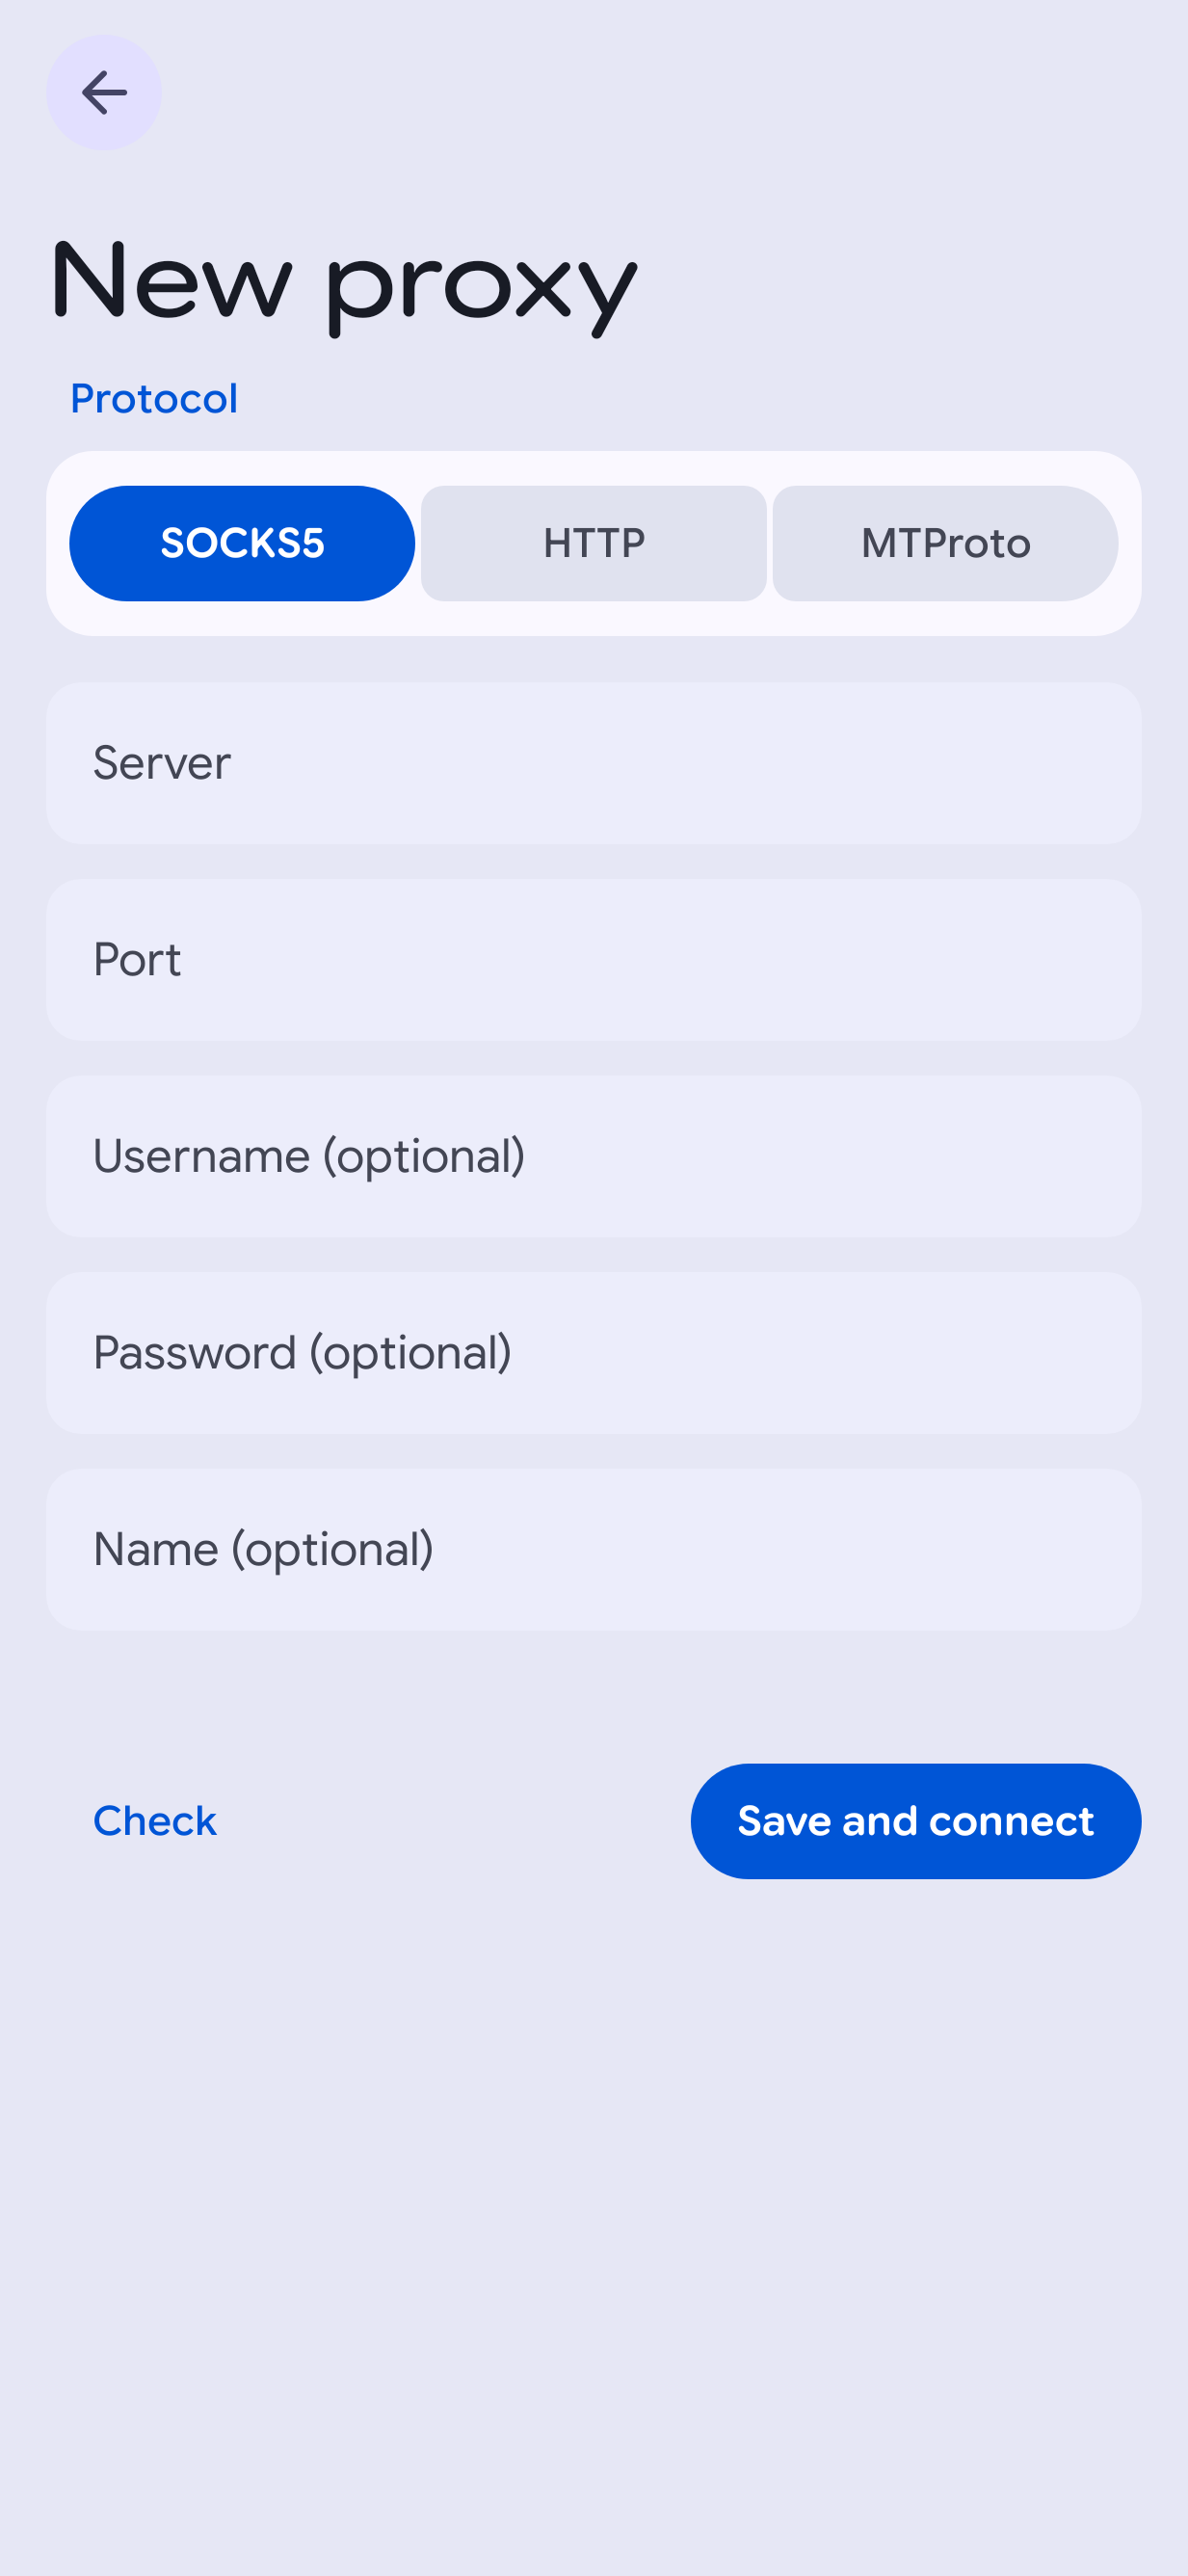 New proxy
Protocol
SOCKS5 HTTP MTProto
Server
Port
Username (optional)
Password (optional)
Name (optional)
Check Save and connect